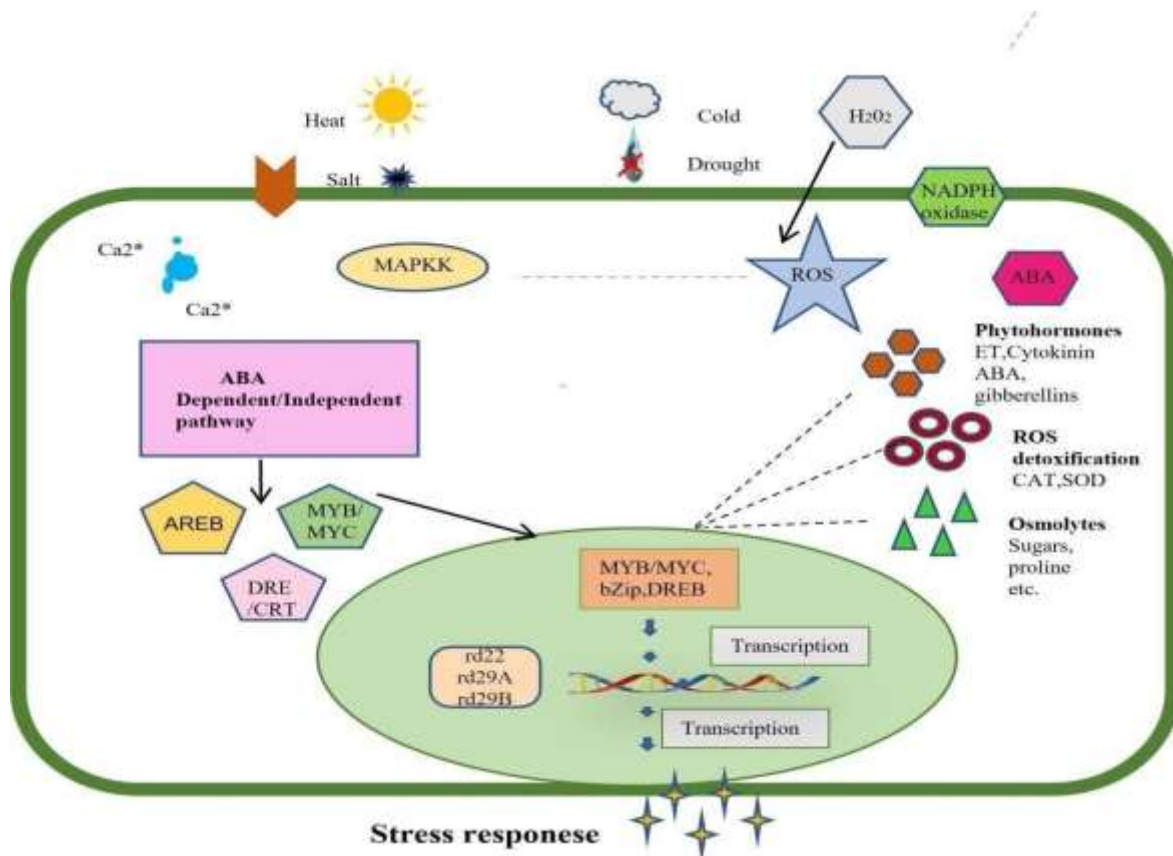 Heat
Cold
H₂0₂
Salt
Drought
NADPH
oxidase
Ca2*
MAPKK
ROS
ABA
Ca2*
Phytohormones
ET,Cytokinin
ABA,
gibberellins
ABA
Dependent/Independent
pathway
ROS
detoxification
CAT,SOD
AREB
MYB/
MYC
Osmolytes
Sugars,
proline
etc.
DRE
/CRT
MYB/MYC,
bZip,DREB
Transcription
rd22
rd29A
rd29B
Transcription
Stress responese